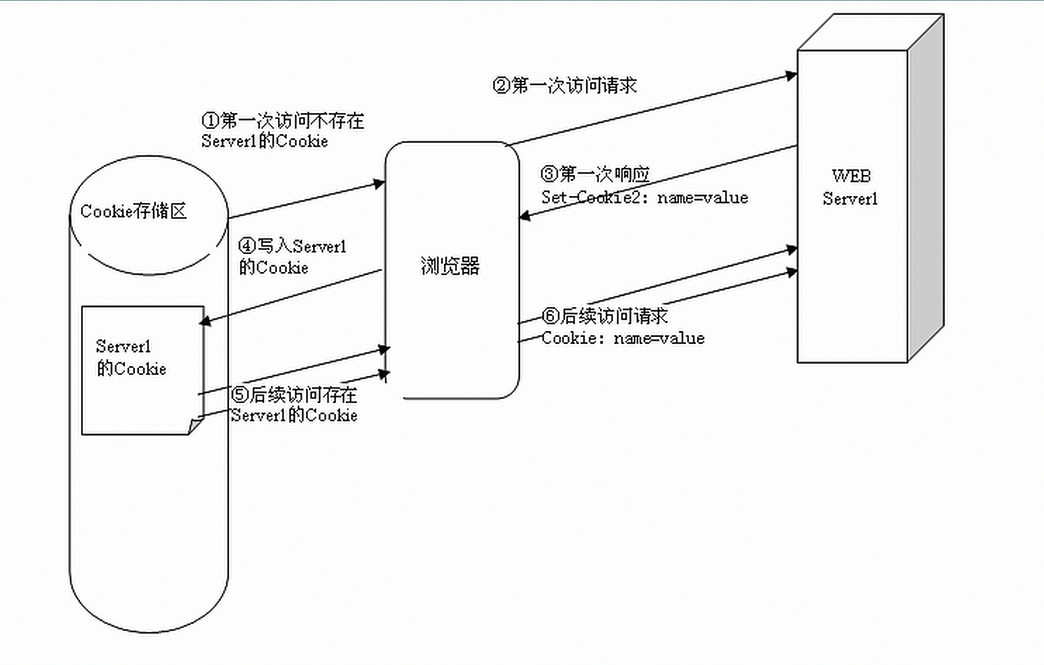 ②第一次访问请求
①第一次访问不存在
Server1的Cookie
③第一次响应
Set-Cookie2: name=value
WEB
Server1
Cookie存储区
④写入Server1
的Cookie
浏览器
⑥后续访问请求
Cookie: name=value
Server1
的Cookie
⑤后续访问存在
Server1的Cookie